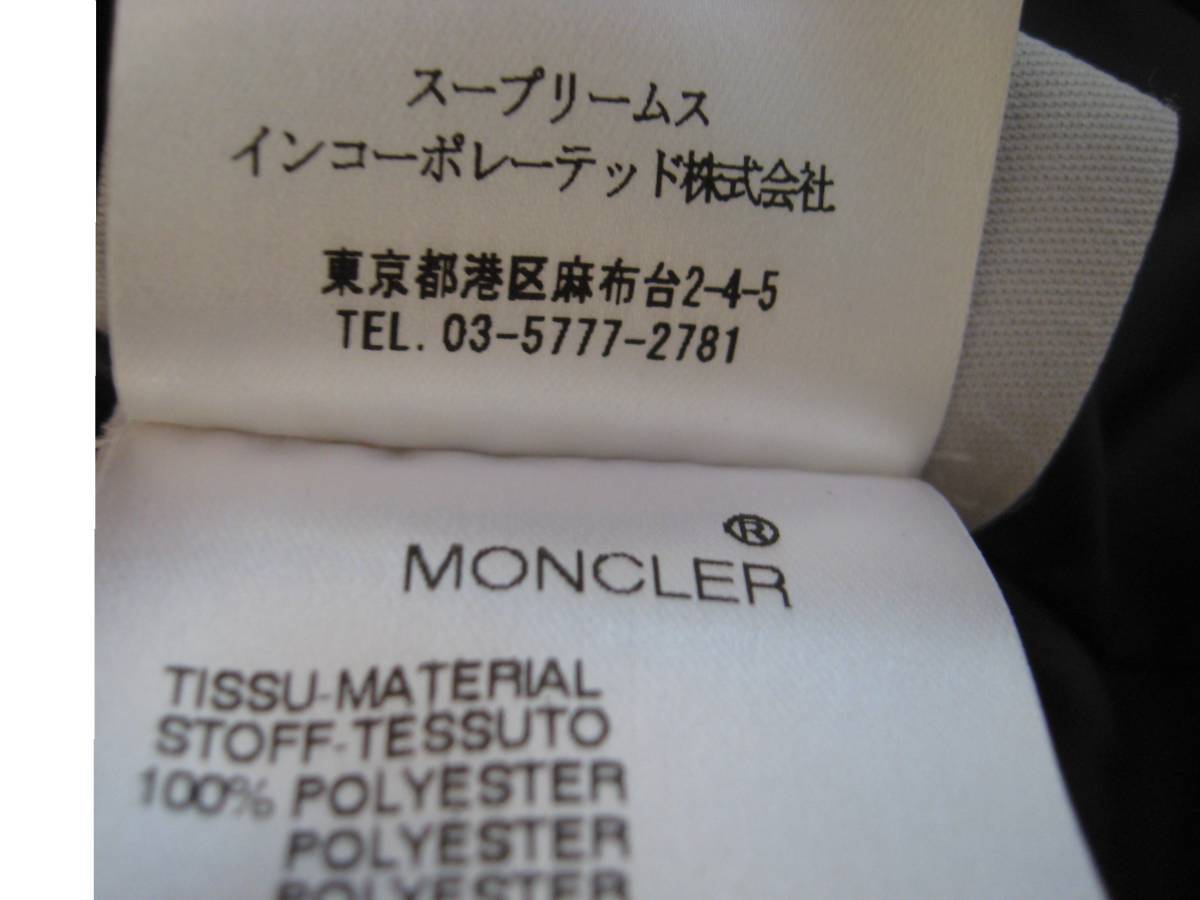 スープリームス
インコーポレーテッド株式会社
東京都港区麻布台2-4-5
TEL. 03-5777-2781
MONCLER®
TISSU-MATERIAL
STOFF-TESSUTO
100% POLYESTER
POLYESTER
POLYESTER